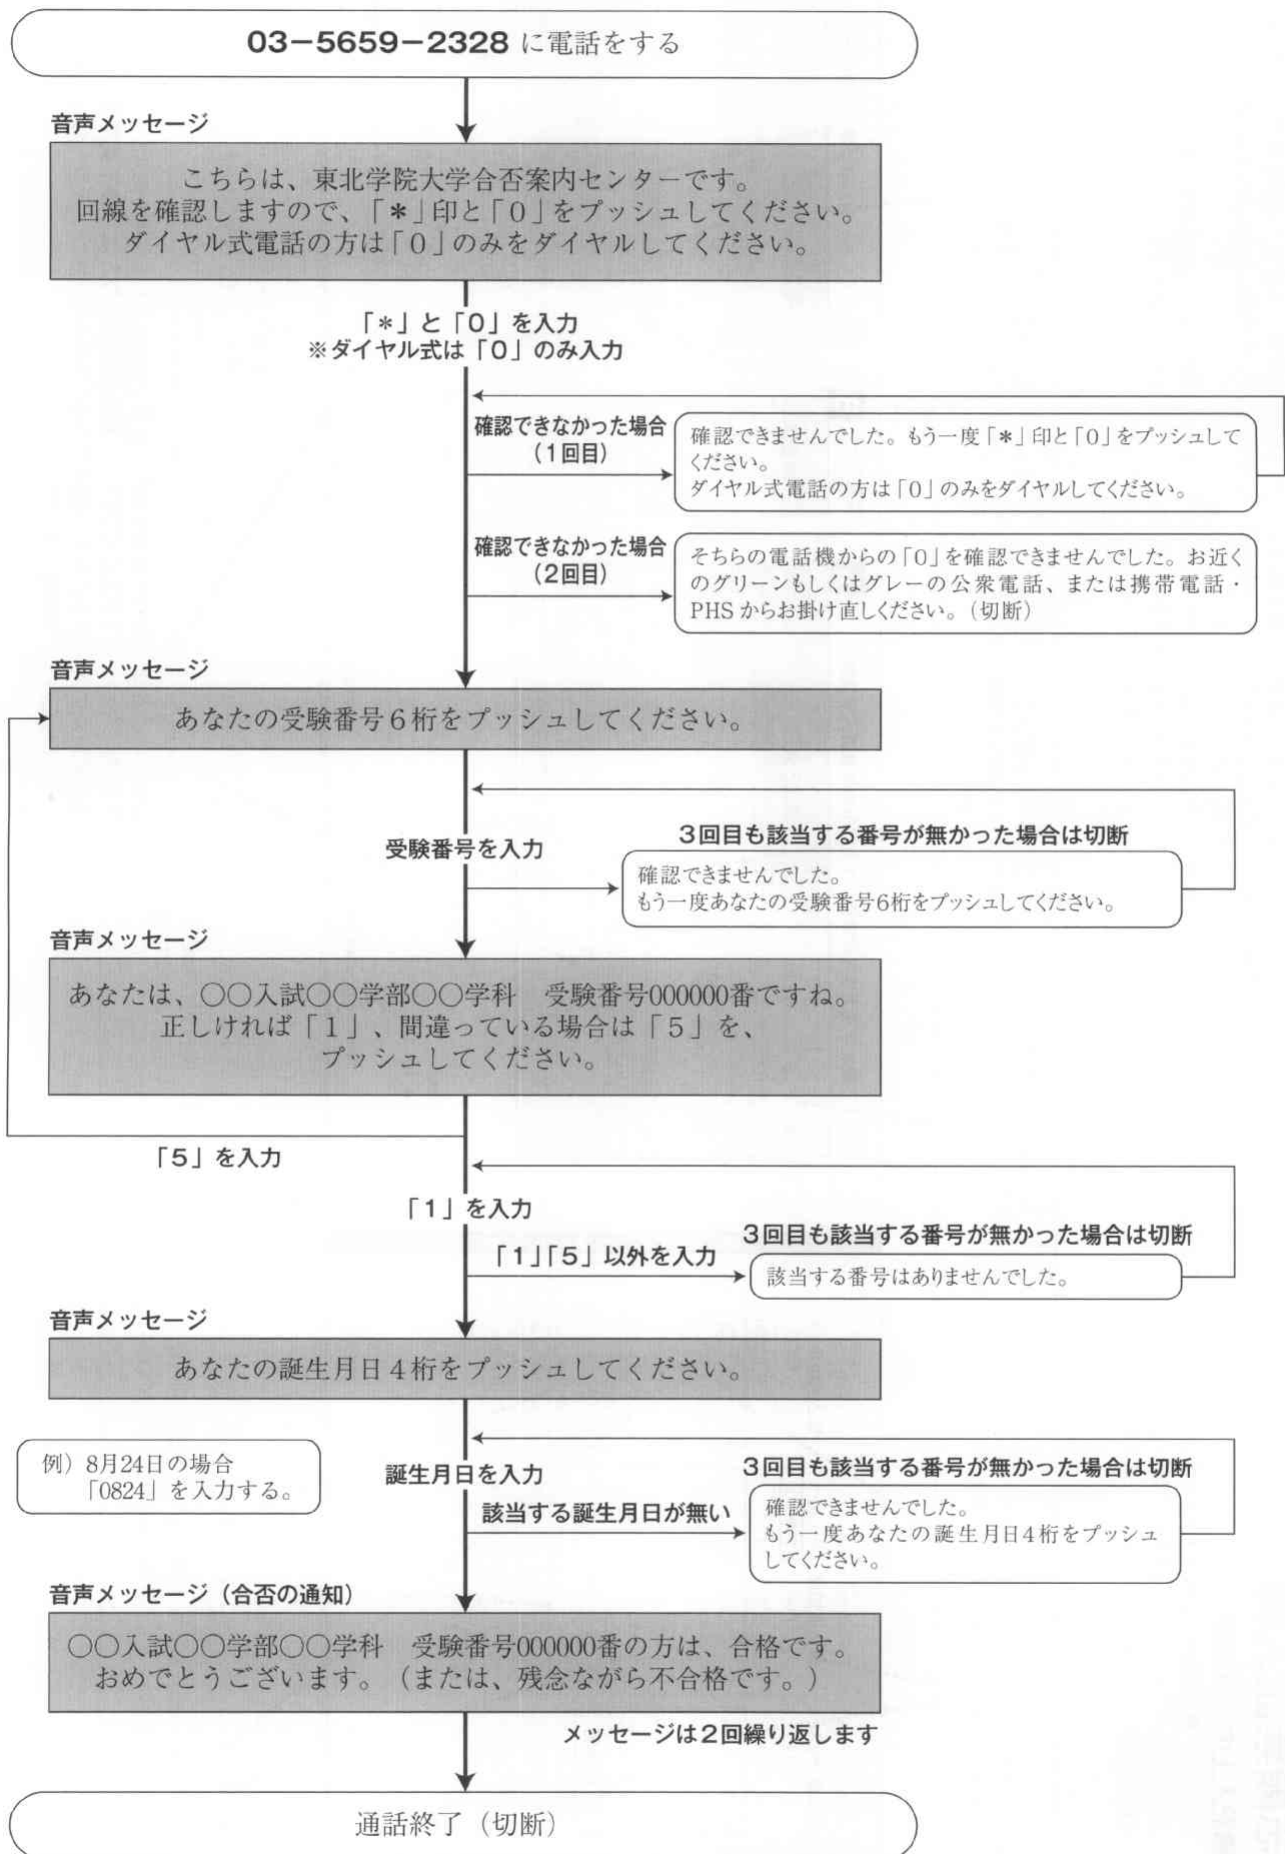 03−5659−2328 に電話をする
音声メッセージ
こちらは、東北学院大学合否案内センターです。
回線を確認しますので、「＊」印と「0」をプッシュしてください。
ダイヤル式電話の方は「0」のみをダイヤルしてください。
「＊」と「0」を入力
※ダイヤル式は「0」のみ入力
確認できなかった場合
（1回目）
確認できませんでした。もう一度「＊」印と「0」をプッシュして
ください。
ダイヤル式電話の方は「0」のみをダイヤルしてください。
確認できなかった場合
（2回目）
そちらの電話機からの「0」を確認できませんでした。お近く
のグリーンもしくはグレーの公衆電話、または携帯電話・
PHSからお掛け直しください。（切断）
音声メッセージ
あなたの受験番号6桁をプッシュしてください。
受験番号を入力
3回目も該当する番号が無かった場合は切断
確認できませんでした。
もう一度あなたの受験番号6桁をプッシュしてください。
音声メッセージ
あなたは、○○入試○○学部○○学科　受験番号000000番ですね。
正しければ「1」、間違っている場合は「5」を、
プッシュしてください。
「5」を入力
「1」を入力
「1」「5」以外を入力
3回目も該当する番号が無かった場合は切断
該当する番号はありませんでした。
音声メッセージ
あなたの誕生月日4桁をプッシュしてください。
例）8月24日の場合
「0824」を入力する。
誕生月日を入力
該当する誕生月日が無い
3回目も該当する番号が無かった場合は切断
確認できませんでした。
もう一度あなたの誕生月日4桁をプッシュ
してください。
音声メッセージ（合否の通知）
○○入試○○学部○○学科　受験番号000000番の方は、合格です。
おめでとうございます。（または、残念ながら不合格です。）
メッセージは2回繰り返します
通話終了（切断）